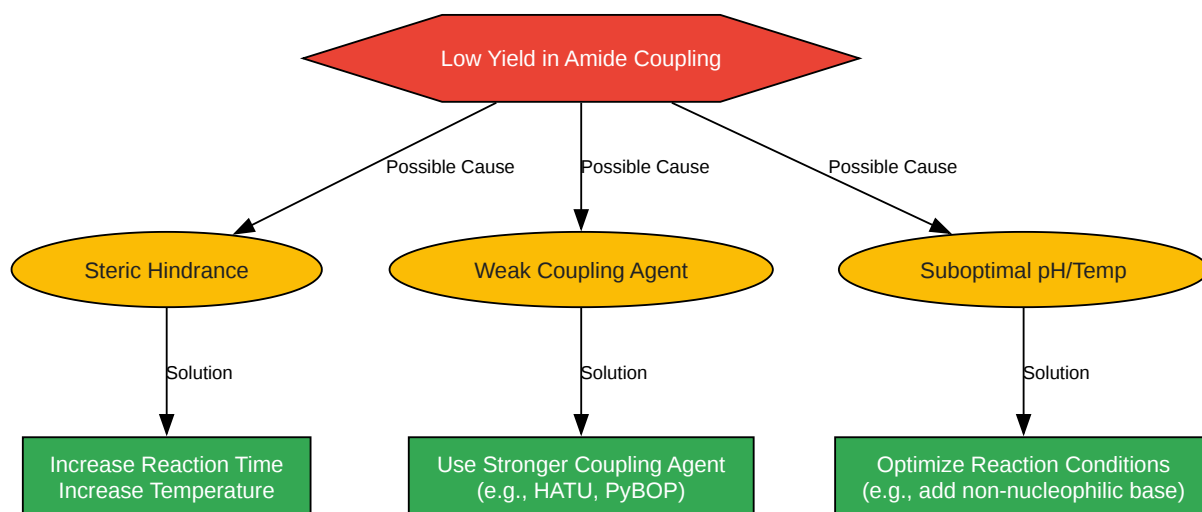 Low Yield in Amide Coupling
Possible Cause
Possible Cause
Possible Cause
Steric Hindrance
Weak Coupling Agent
Suboptimal pH/Temp
Solution
Solution
Solution
Increase Reaction Time
Increase Temperature
Use Stronger Coupling Agent
(e.g., HATU, PyBOP)
Optimize Reaction Conditions
(e.g., add non-nucleophilic base)